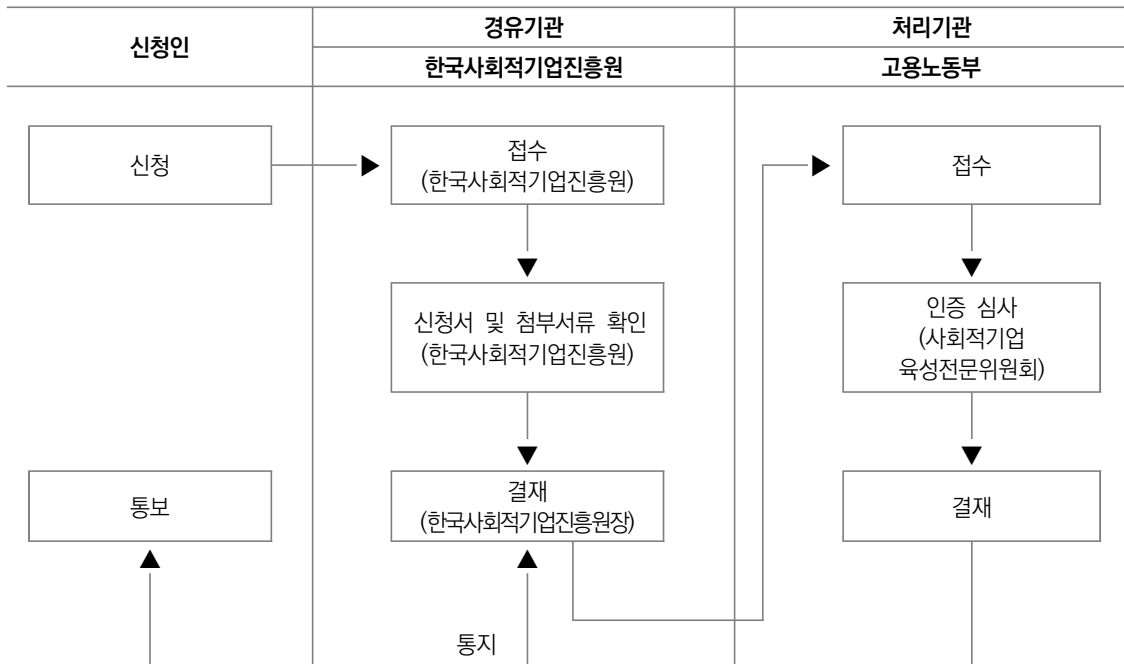 신청인
경유기관
처리기관
한국사회적기업진흥원
고용노동부
신청
접수
(한국사회적기업진흥원)
접수
신청서 및 첨부서류 확인
(한국사회적기업진흥원)
인증 심사
(사회적기업
육성전문위원회)
통보
결재
(한국사회적기업진흥원장)
결재
통지